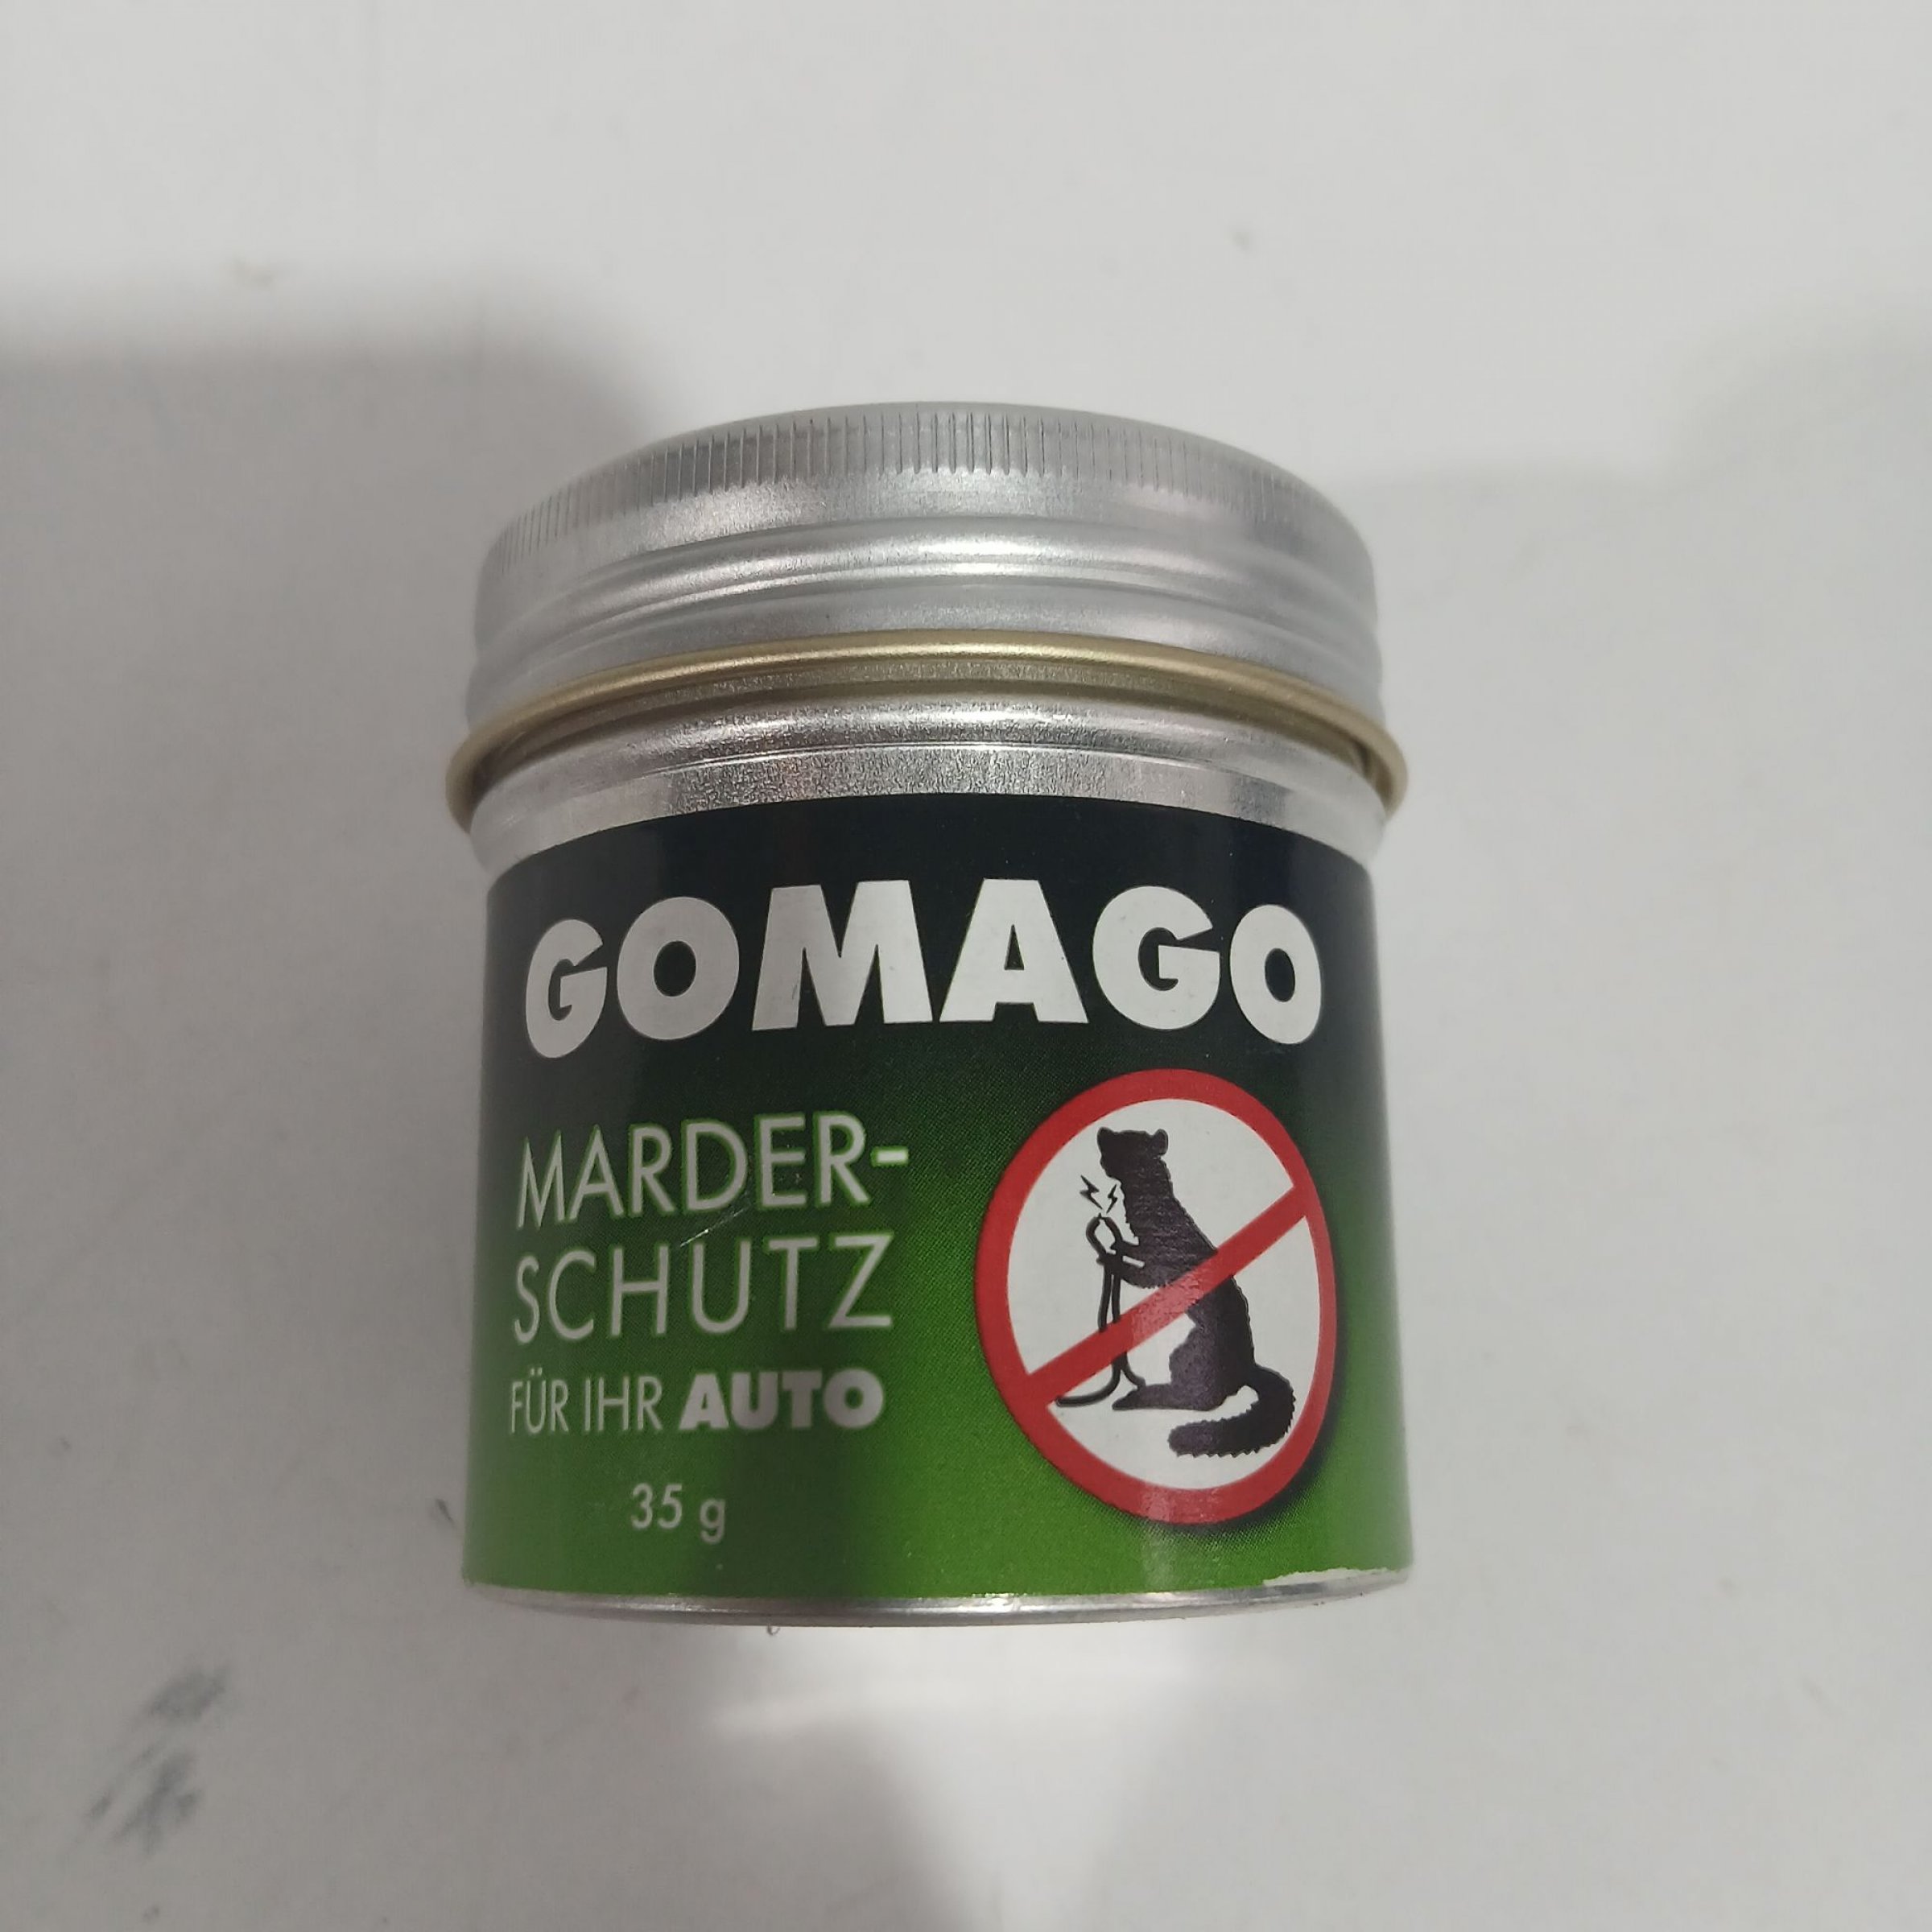 GOMAGO
MARDER-
SCHUTZ
FÜR IHR AUTO
35 g